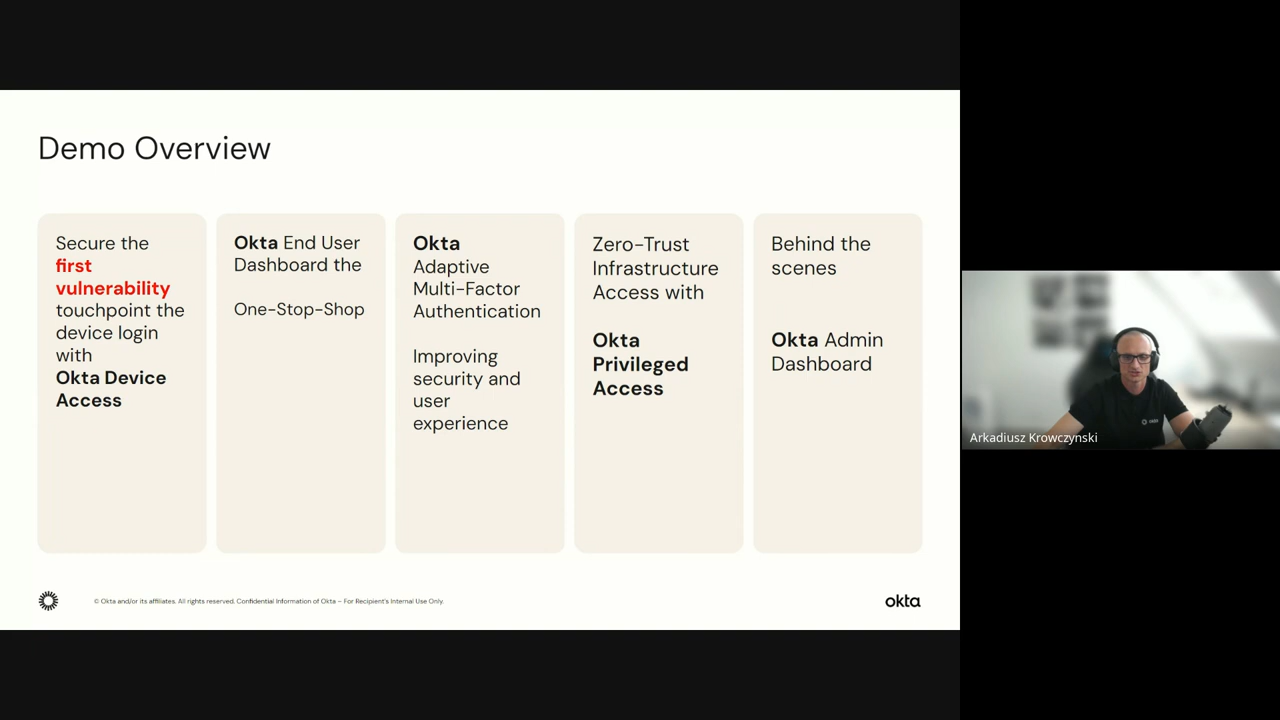 Demo Overview
Secure the
first
vulnerability
touchpoint the
device login
with
Okta Device
Access
Okta End User
Dashboard the
One-Stop-Shop
Okta
Adaptive
Multi-Factor
Authentication
Improving
security and
user
experience
Zero-Trust
Infrastructure
Access with
Okta
Privileged
Access
Behind the
scenes
Okta Admin
Dashboard
© Okta and/or its affiliates. All rights reserved. Confidential Information of Okta – For Recipient's Internal Use Only.
okta
Arkadiusz Krowczynski